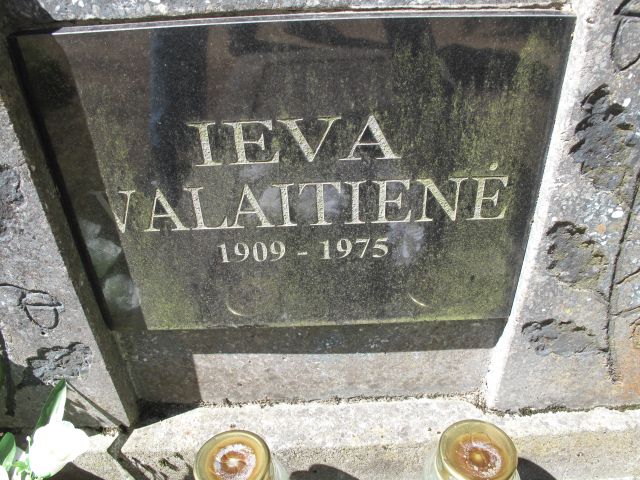 IEVA
VALAITIENĖ
1909 - 1975